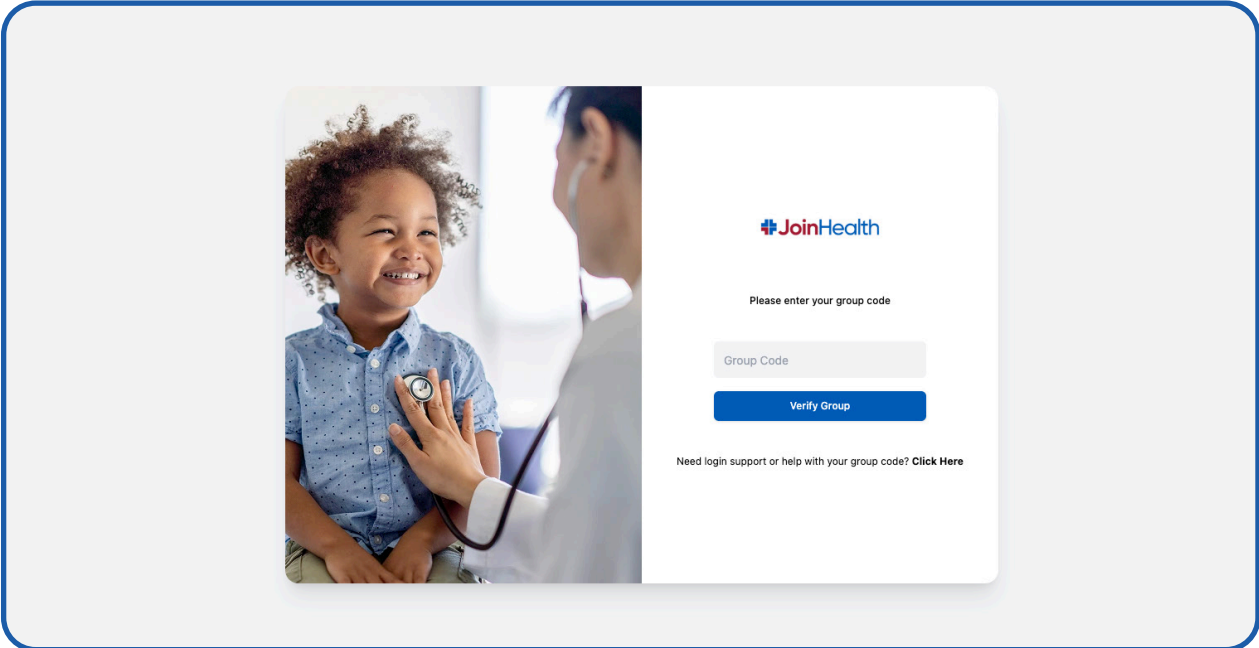 JoinHealth
Please enter your group code
Group Code
Verify Group
Need login support or help with your group code? Click Here